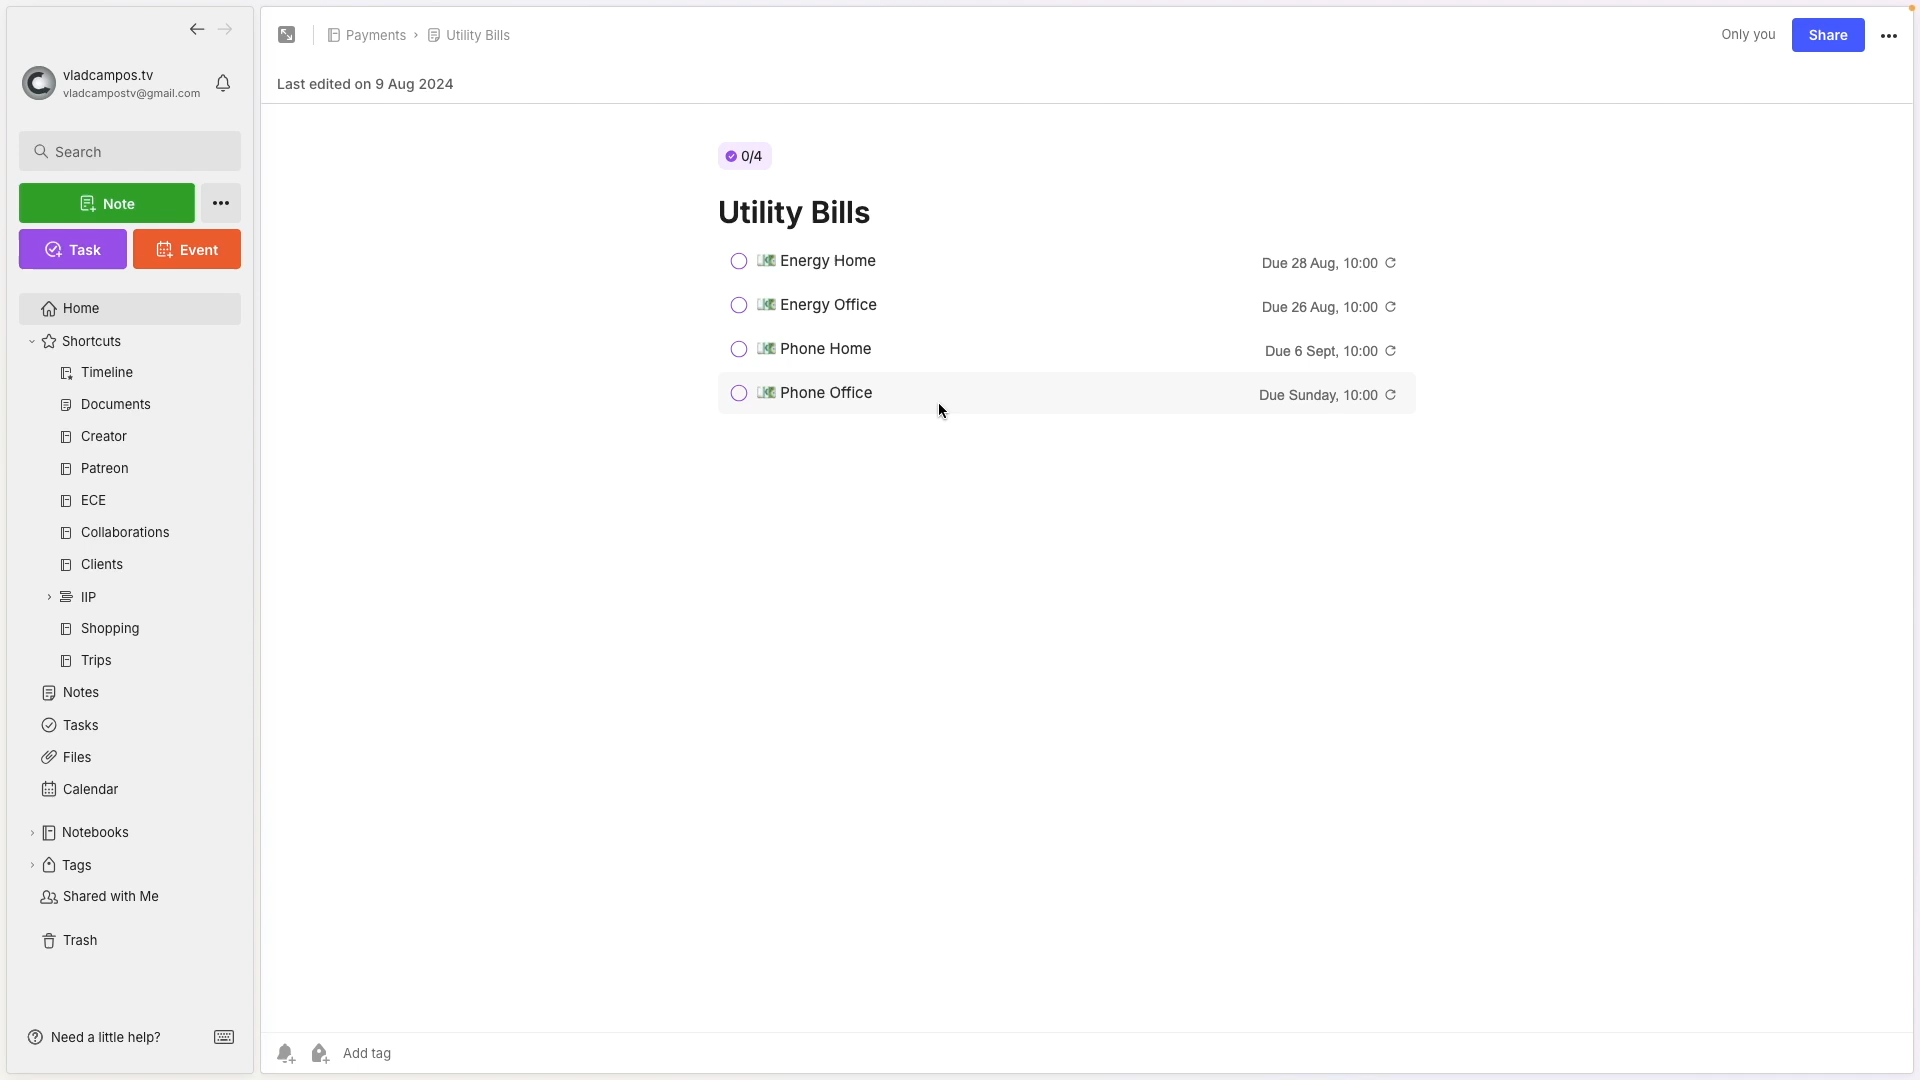 Payments › Utility Bills
Only you
Share
vladcampos.tv
vladcampostv@gmail.com
Last edited on 9 Aug 2024
Search
Note
Task
Event
Home
Shortcuts
Timeline
Documents
Creator
Patreon
ECE
Collaborations
Clients
IIP
Shopping
Trips
Notes
Tasks
Files
Calendar
Notebooks
Tags
Shared with Me
Trash
Need a little help?
0/4
Utility Bills
Energy Home Due 28 Aug, 10:00
Energy Office Due 26 Aug, 10:00
Phone Home Due 6 Sept, 10:00
Phone Office Due Sunday, 10:00
Add tag